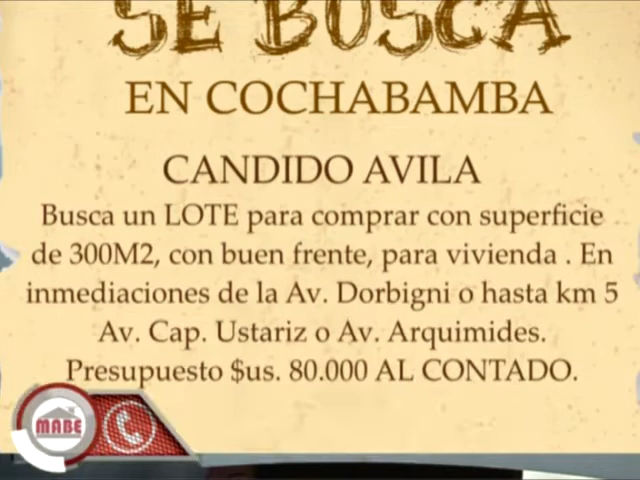 SE BUSCA
EN COCHABAMBA
CANDIDO AVILA
Busca un LOTE para comprar con superficie
de 300M2, con buen frente, para vivienda . En
inmediaciones de la Av. Dorbigni o hasta km 5
Av. Cap. Ustariz o Av. Arquimides.
Presupuesto $us. 80.000 AL CONTADO.
MABE